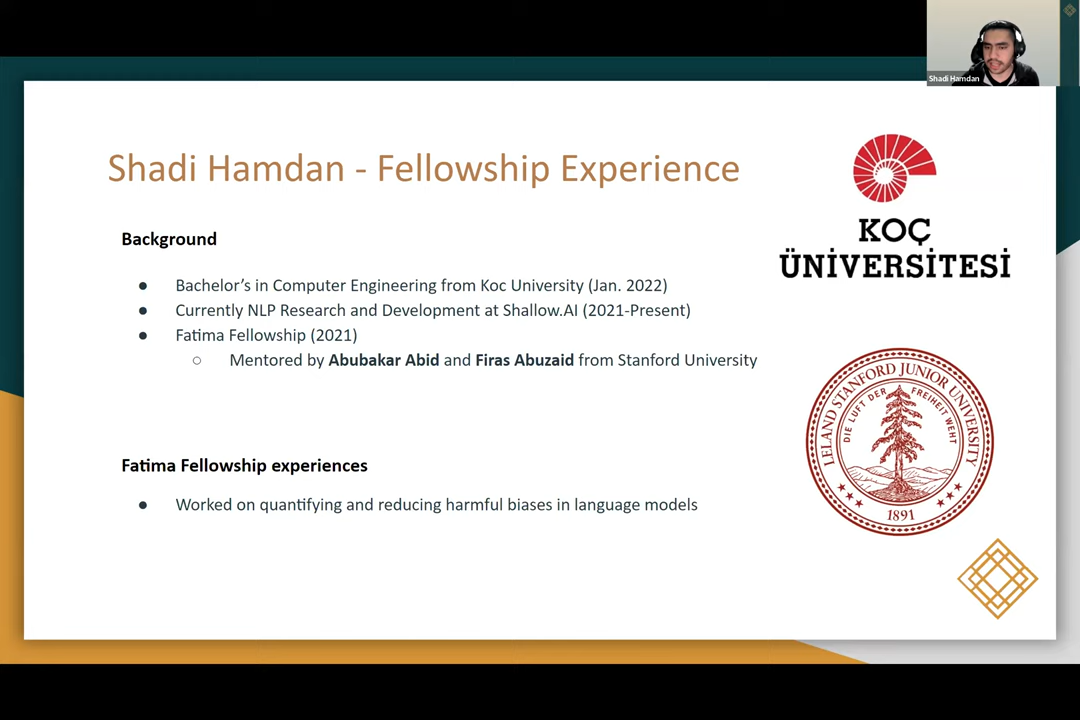 Shadi Hamdan
Shadi Hamdan - Fellowship Experience
Background
● Bachelor’s in Computer Engineering from Koc University (Jan. 2022)
● Currently NLP Research and Development at Shallow.AI (2021-Present)
● Fatima Fellowship (2021)
○ Mentored by Abubakar Abid and Firas Abuzaid from Stanford University
Fatima Fellowship experiences
● Worked on quantifying and reducing harmful biases in language models
KOÇ
ÜNİVERSİTESİ
LELAND STANFORD JUNIOR UNIVERSITY
DIE LUFT DER FREIHEIT WEHT
1891